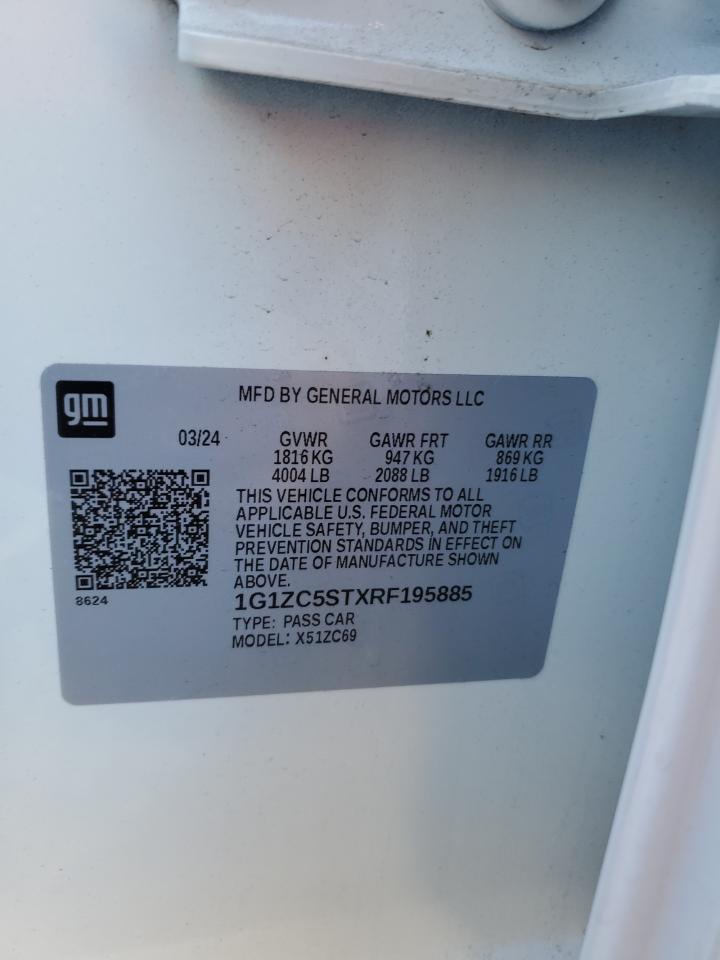 gm
MFD BY GENERAL MOTORS LLC
03/24 GVWR GAWR FRT GAWR RR
1816 KG 947 KG 869 KG
4004 LB 2088 LB 1916 LB
THIS VEHICLE CONFORMS TO ALL
APPLICABLE U.S. FEDERAL MOTOR
VEHICLE SAFETY, BUMPER, AND THEFT
PREVENTION STANDARDS IN EFFECT ON
THE DATE OF MANUFACTURE SHOWN
ABOVE.
8624
1G1ZC5STXRF195885
TYPE: PASS CAR
MODEL: X51ZC69